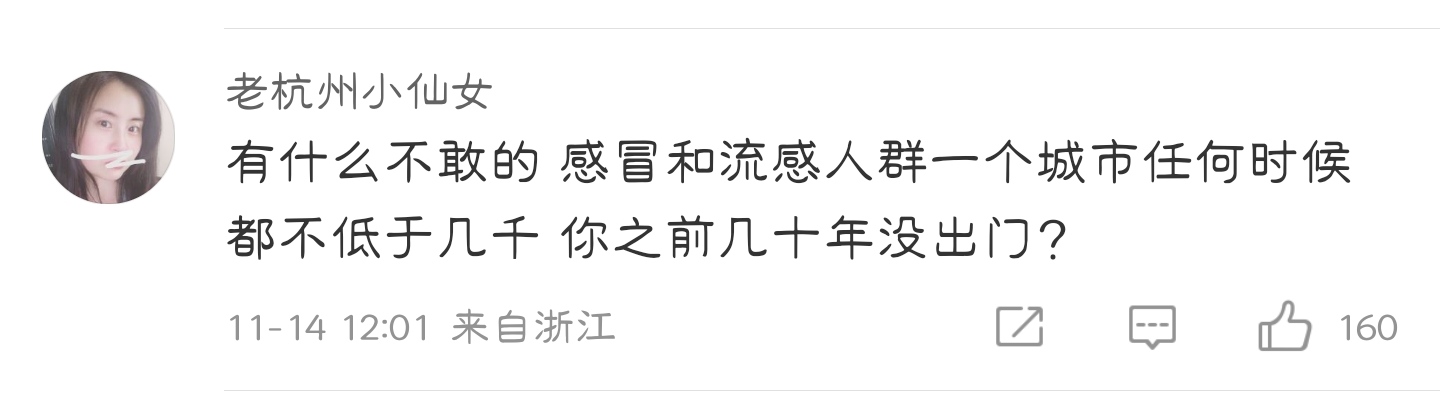 老杭州小仙女
有什么不敢的 感冒和流感人群一个城市任何时候
都不低于几千 你之前几十年没出门？
11-14 12:01 来自浙江
160